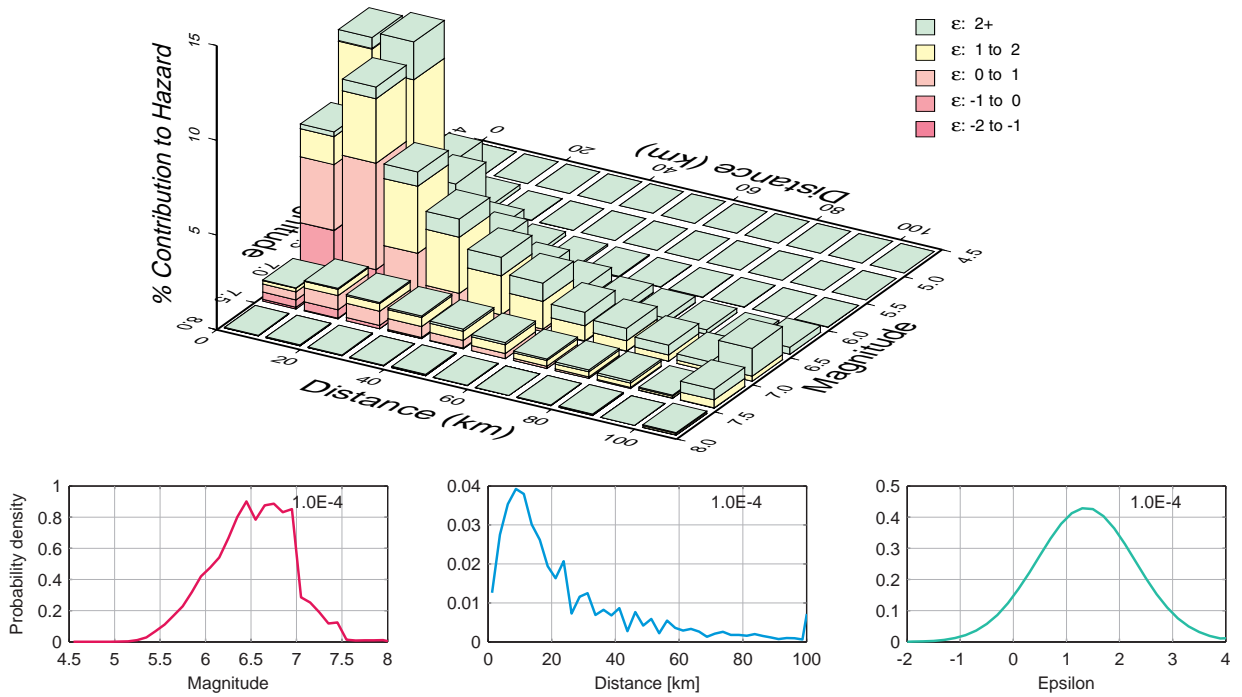 15
10
5
% Contribution to Hazard
ε: 2+
ε: 1 to 2
ε: 0 to 1
ε: -1 to 0
ε: -2 to -1
4
0
20
40
60
80
100
Distance (km)
4.5
5.0
5.5
6.0
6.5
7.0
7.5
8.0
Magnitude
7.0
7.5
8.0
0
20
40
60
80
100
Distance (km)
Probability density
1
0.8
0.6
0.4
0.2
0
1.0E-4
4.5 5 5.5 6 6.5 7 7.5 8
Magnitude
0.04
0.03
0.02
0.01
0
1.0E-4
0 20 40 60 80 100
Distance [km]
0.5
0.4
0.3
0.2
0.1
0
1.0E-4
-2 -1 0 1 2 3 4
Epsilon